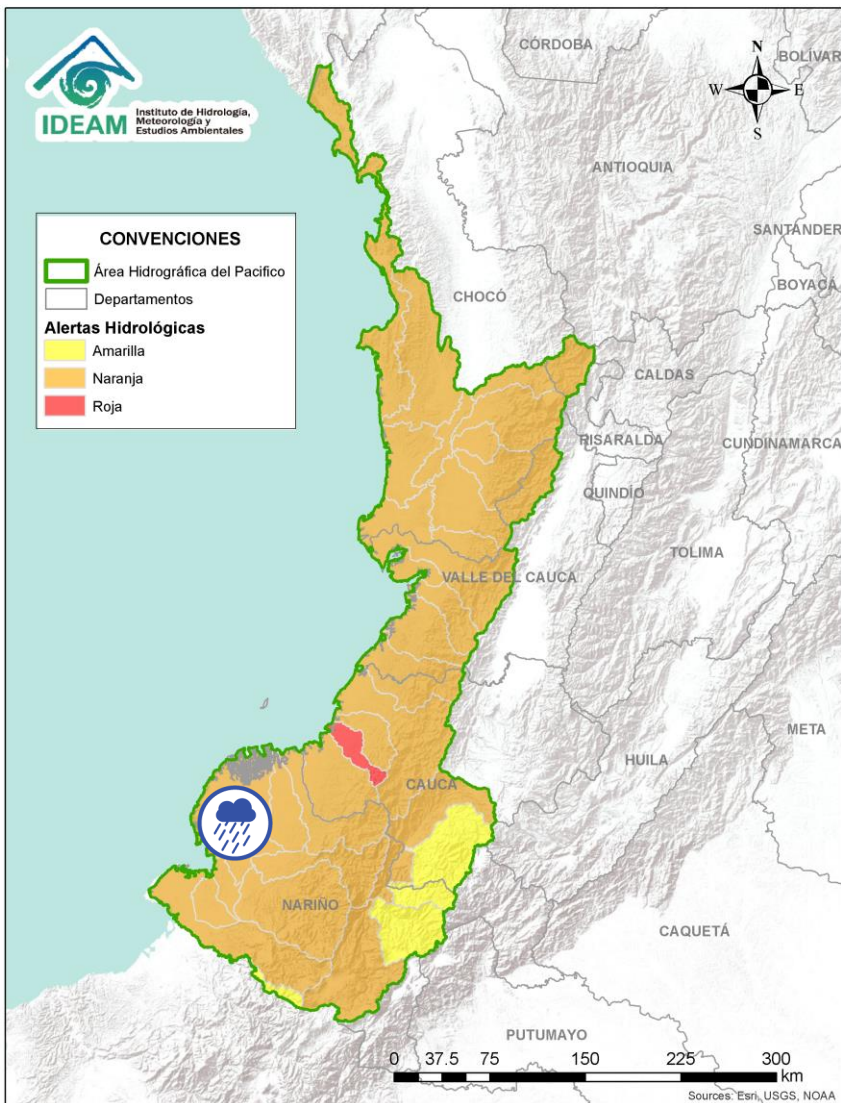 IDEAM
Instituto de Hidrología,
Meteorología y
Estudios Ambientales
CÓRDOBA
BOLÍVAR
N
W
E
S
ANTIOQUIA
SANTANDER
BOYACÁ
CONVENCIONES
Área Hidrográfica del Pacifico
Departamentos
Alertas Hidrológicas
Amarilla
Naranja
Roja
CHOCÓ
CALDAS
RISARALDA
CUNDINAMARCA
QUINDÍO
TOLIMA
VALLE DEL CAUCA
META
HUILA
CAUCA
NARIÑO
CAQUETÁ
PUTUMAYO
0 37.5 75 150 225 300
km
Sources: Esri, USGS, NOAA